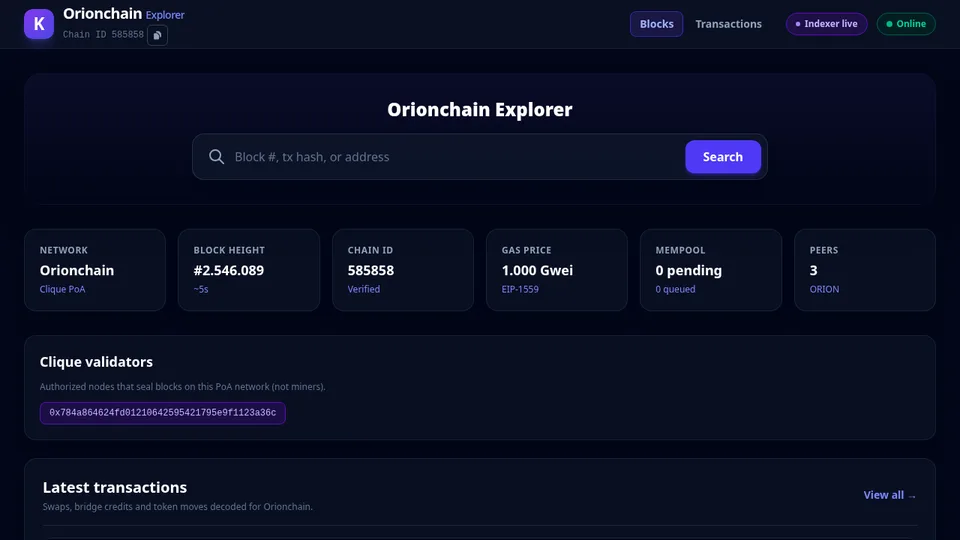 K
Orionchain Explorer
Chain ID 585858
Blocks
Transactions
Indexer live
Online
Orionchain Explorer
Block #, tx hash, or address
Search
NETWORK
Orionchain
Clique PoA
BLOCK HEIGHT
#2.546.089
~5s
CHAIN ID
585858
Verified
GAS PRICE
1.000 Gwei
EIP-1559
MEMPOOL
0 pending
0 queued
PEERS
3
ORION
Clique validators
Authorized nodes that seal blocks on this PoA network (not miners).
0x784a864624fd01210642595421795e9f1123a36c
Latest transactions
Swaps, bridge credits and token moves decoded for Orionchain.
View all →